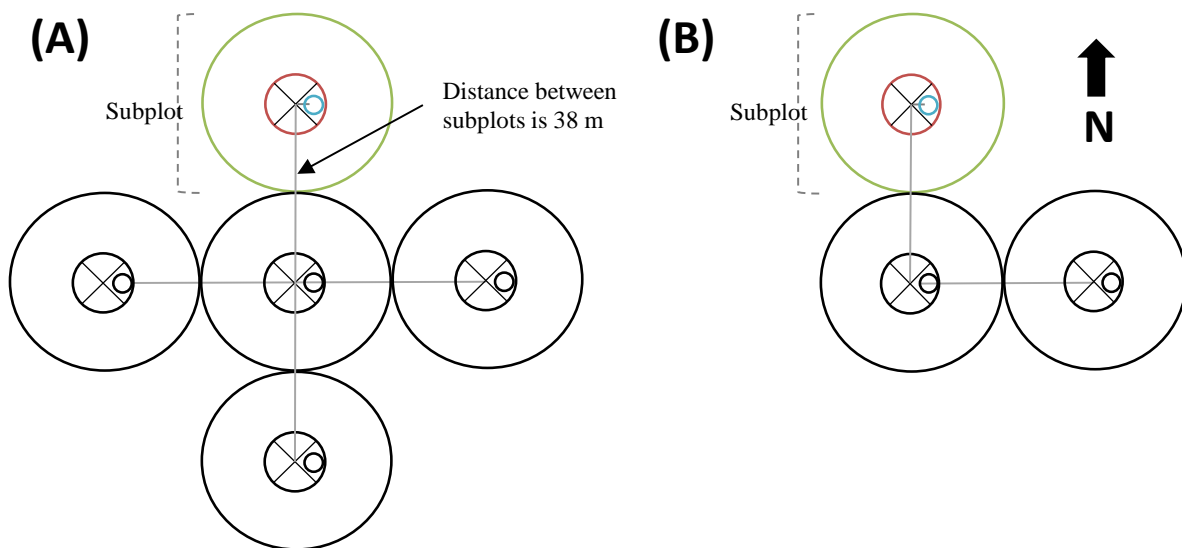 (A)
Subplot
Distance between
subplots is 38 m
(B)
Subplot
N